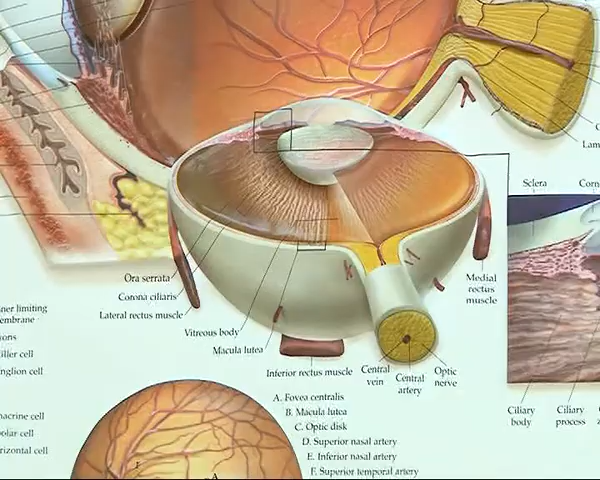 Sclera
Corn
Lam
Ora serrata
Corona ciliaris
Lateral rectus muscle
Vitreous body
Macula lutea
Inferior rectus muscle
Central
vein
Central
artery
Optic
nerve
Medial
rectus
muscle
ner limiting
embrane
ons
iller cell
nglion cell
nacrine cell
polar cell
rizontal cell
A. Fovea centralis
B. Macula lutea
C. Optic disk
D. Superior nasal artery
E. Inferior nasal artery
F. Superior temporal artery
Ciliary
body
Ciliary
process
A